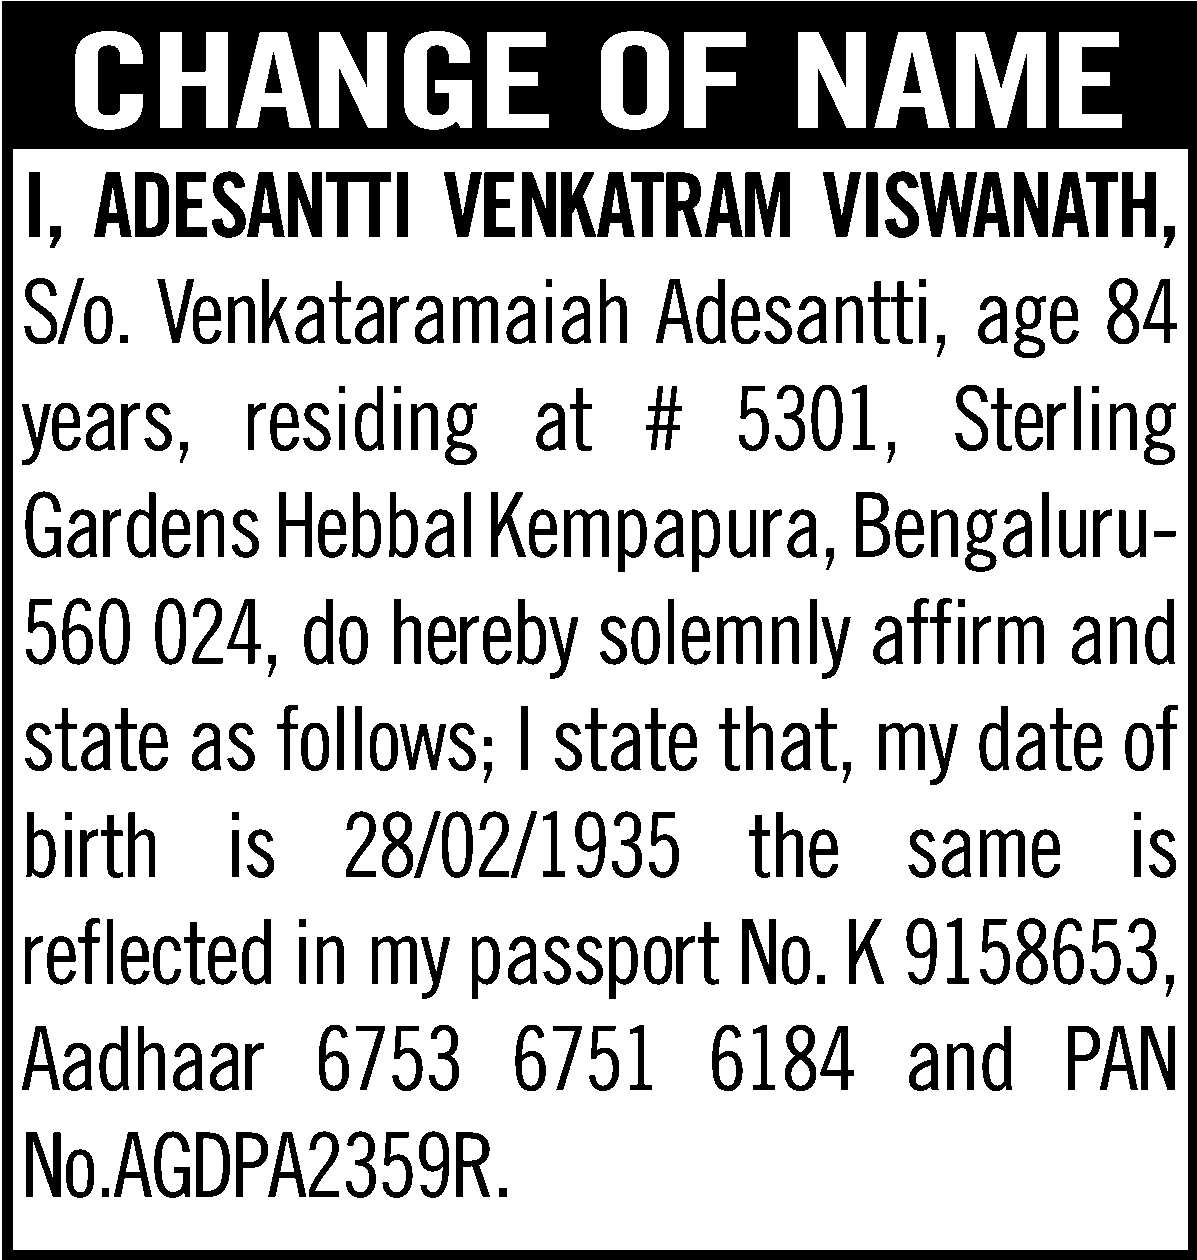 CHANGE OF NAME
I, ADESANTTI VENKATRAM VISWANATH,
S/o. Venkataramaiah Adesantti, age 84
years, residing at # 5301, Sterling
Gardens Hebbal Kempapura, Bengaluru-
560 024, do hereby solemnly affirm and
state as follows; I state that, my date of
birth is 28/02/1935 the same is
reflected in my passport No. K 9158653,
Aadhaar 6753 6751 6184 and PAN
No.AGDPA2359R.